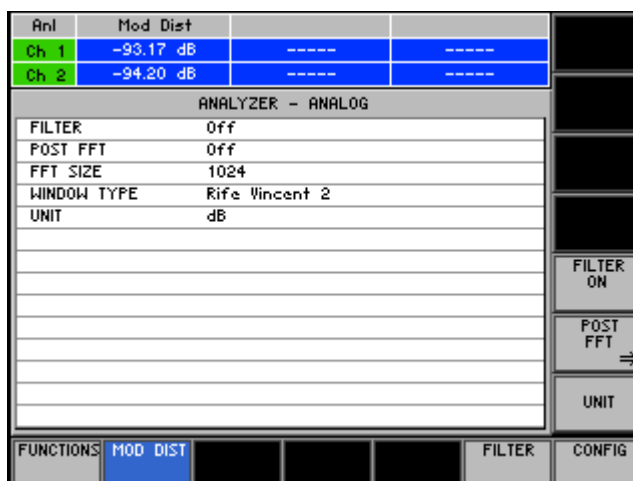 Anl Mod Dist
Ch 1 -93.17 dB ----- -----
Ch 2 -94.20 dB ----- -----
ANALYZER - ANALOG
FILTER Off
POST FFT Off
FFT SIZE 1024
WINDOW TYPE Rife Vincent 2
UNIT dB
FILTER
ON
POST
FFT
⇒
UNIT
FUNCTIONS MOD DIST FILTER CONFIG